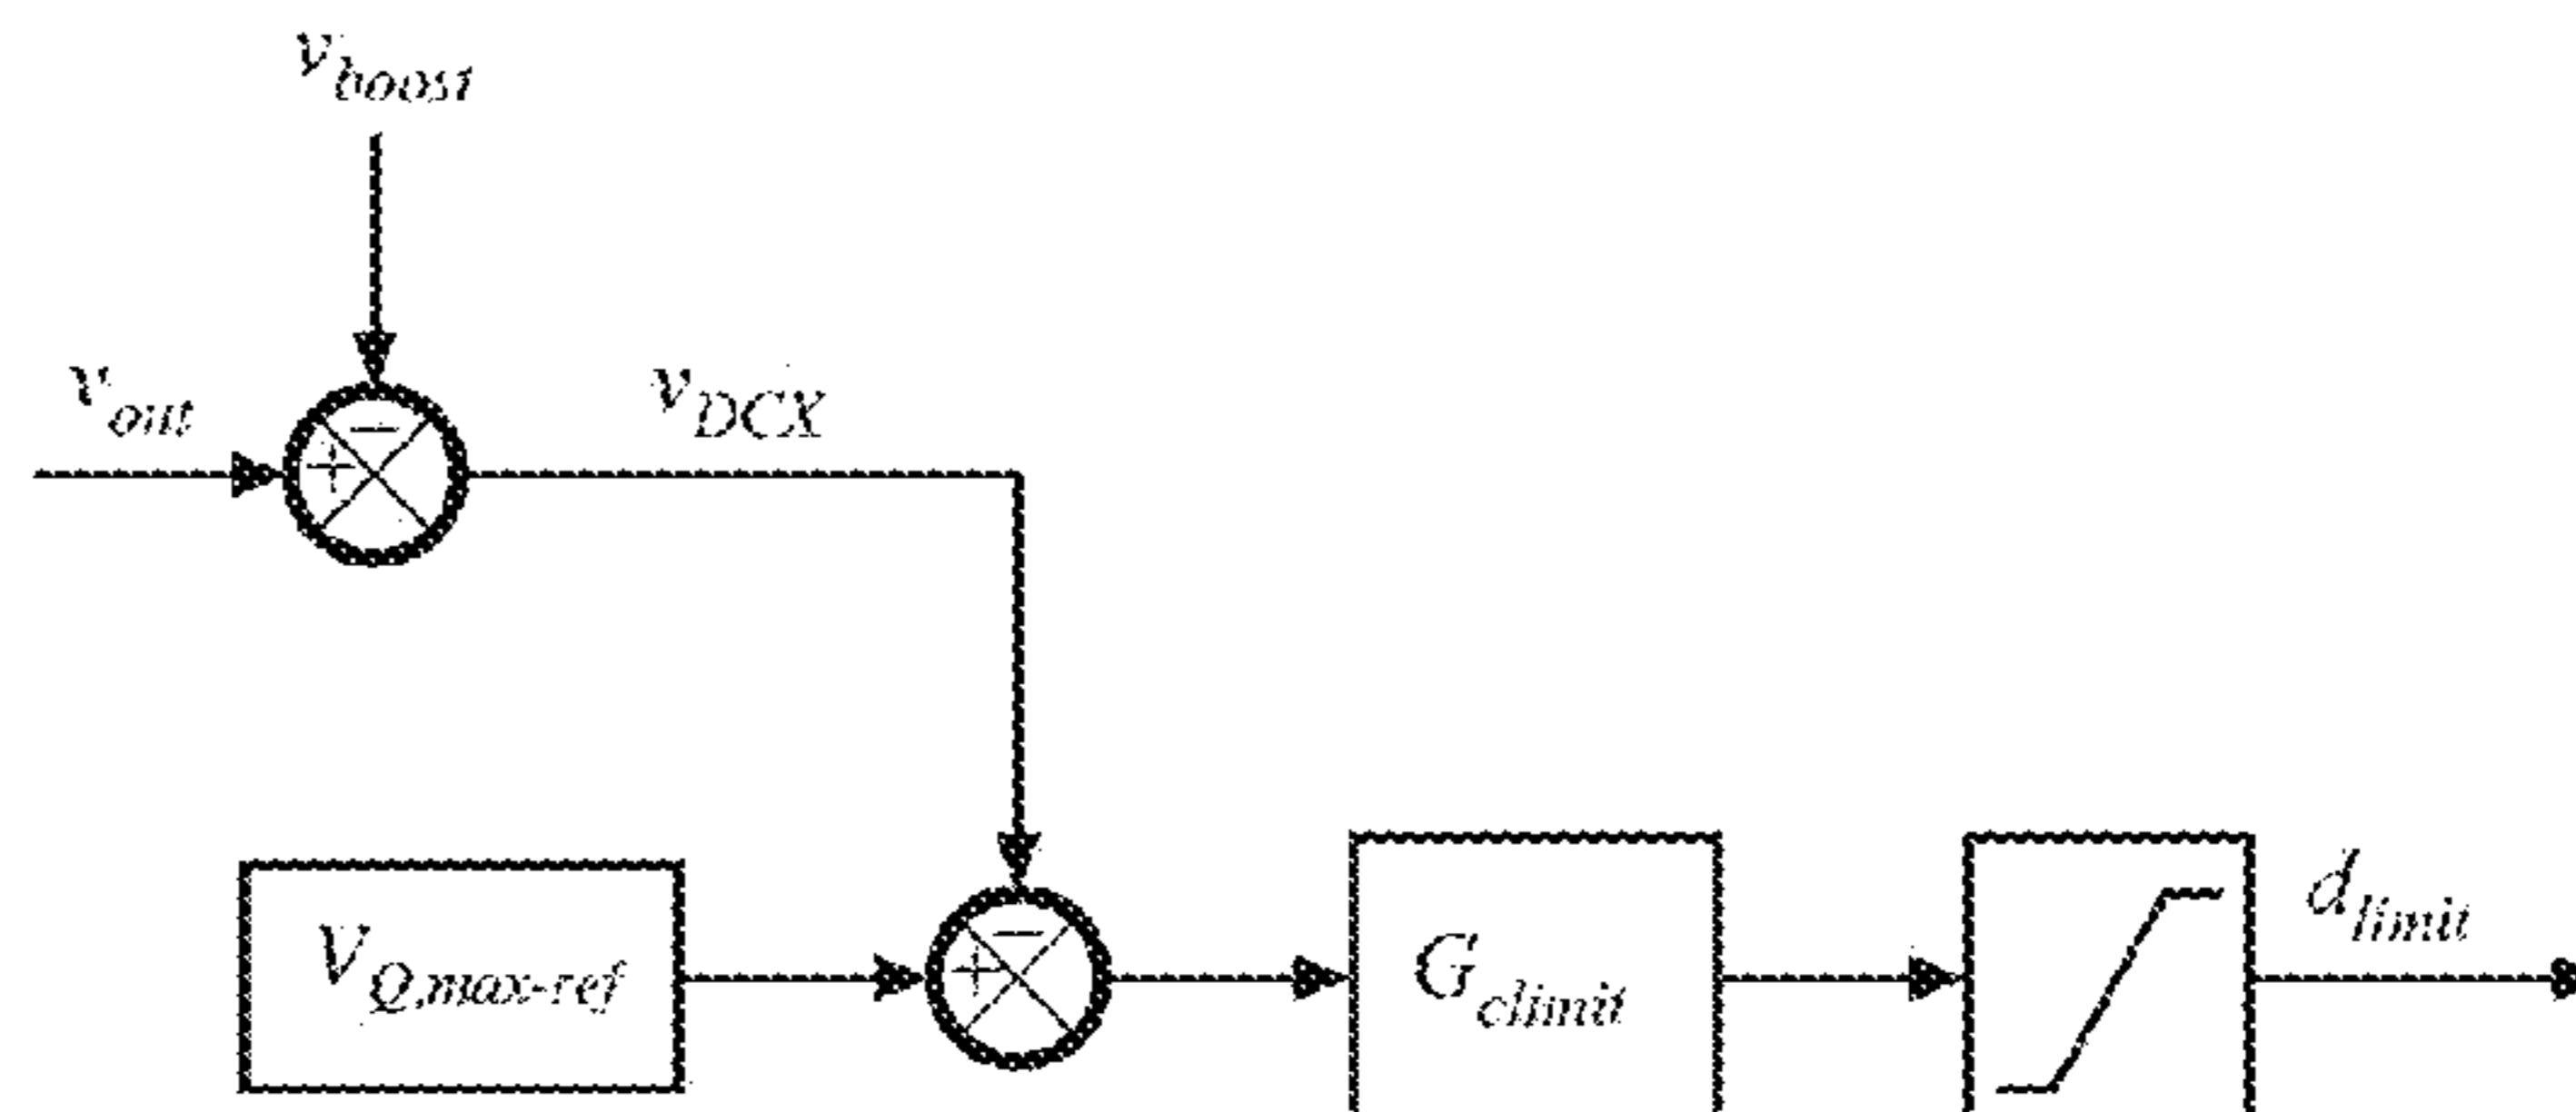 v_boost
v_out
v_DCX
−
+
d_limit
V_Q,max-ref
−
+
G_climit